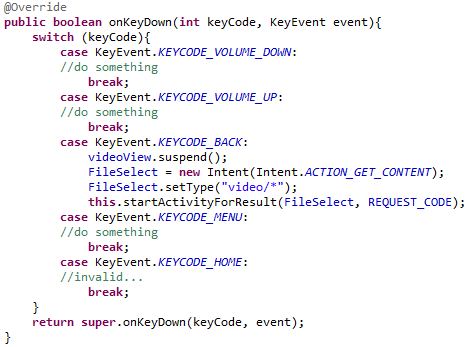 @Override
public boolean onKeyDown(int keyCode, KeyEvent event){
    switch (keyCode){
        case KeyEvent.KEYCODE_VOLUME_DOWN:
        //do something
            break;
        case KeyEvent.KEYCODE_VOLUME_UP:
        //do something
            break;
        case KeyEvent.KEYCODE_BACK:
            videoView.suspend();
            FileSelect = new Intent(Intent.ACTION_GET_CONTENT);
            FileSelect.setType("video/*");
            this.startActivityForResult(FileSelect, REQUEST_CODE);
        case KeyEvent.KEYCODE_MENU:
        //do something
            break;
        case KeyEvent.KEYCODE_HOME:
        //invalid...
            break;
    }
    return super.onKeyDown(keyCode, event);
}